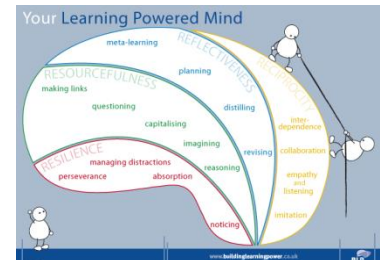 Your Learning Powered Mind
REFLECTIVENESS
meta-learning
planning
distilling
revising
RESOURCEFULNESS
making links
questioning
capitalising
imagining
reasoning
RESILIENCE
managing distractions
perseverance
absorption
noticing
RECIPROCITY
inter-
dependence
collaboration
empathy
and
listening
imitation
www.buildinglearningpower.co.uk